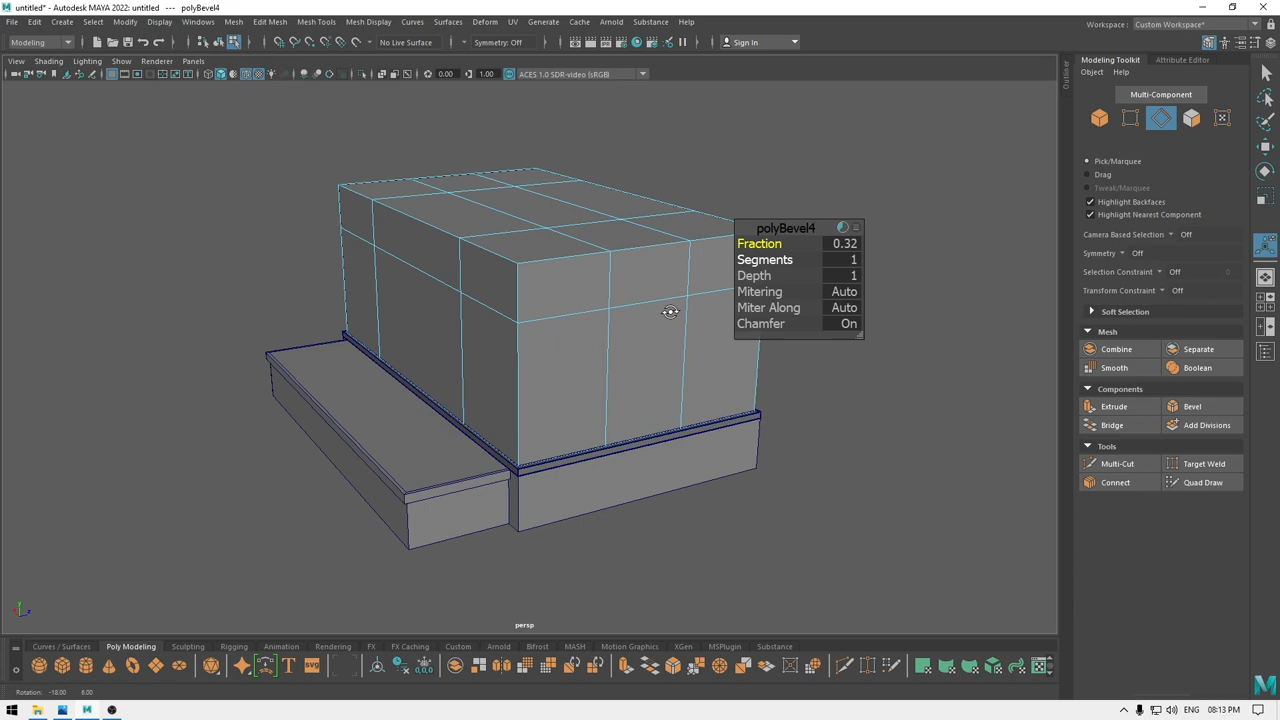 untitled* - Autodesk MAYA 2022: untitled   ---   polyBevel4
File Edit Create Select Modify Display Windows Mesh Edit Mesh Mesh Tools Mesh Display Curves Surfaces Deform UV Generate Cache Arnold Substance Help
Workspace : Custom Workspace*
Modeling No Live Surface Symmetry: Off Sign In
View Shading Lighting Show Renderer Panels
0.00 1.00 ACES 1.0 SDR-video (sRGB)
Outliner
Modeling Toolkit Attribute Editor
Object Help
Multi-Component
Pick/Marquee
Drag
Tweak/Marquee
Highlight Backfaces
Highlight Nearest Component
Camera Based Selection Off
Symmetry Off
Selection Constraint Off
Transform Constraint Off
Soft Selection
Mesh
Combine Separate
Smooth Boolean
Components
Extrude Bevel
Bridge Add Divisions
Tools
Multi-Cut Target Weld
Connect Quad Draw
polyBevel4
Fraction 0.32
Segments 1
Depth 1
Mitering Auto
Miter Along Auto
Chamfer On
persp
Curves / Surfaces Poly Modeling Sculpting Rigging Animation Rendering FX FX Caching Custom Arnold Bifrost MASH Motion Graphics XGen MSPlugin Substance
Rotation: -18.00 6.00
ENG 08:13 PM